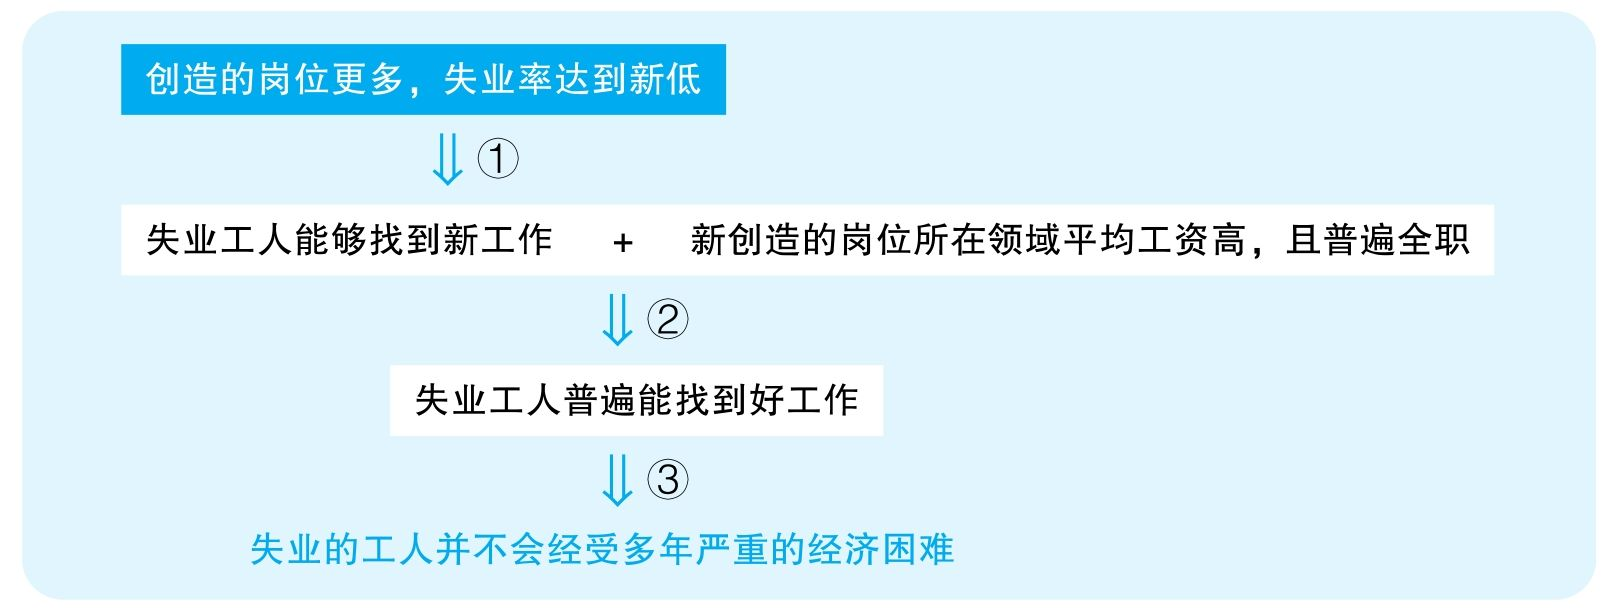 创造的岗位更多，失业率达到新低
①
失业工人能够找到新工作 + 新创造的岗位所在领域平均工资高，且普遍全职
②
失业工人普遍能找到好工作
③
失业的工人并不会经受多年严重的经济困难